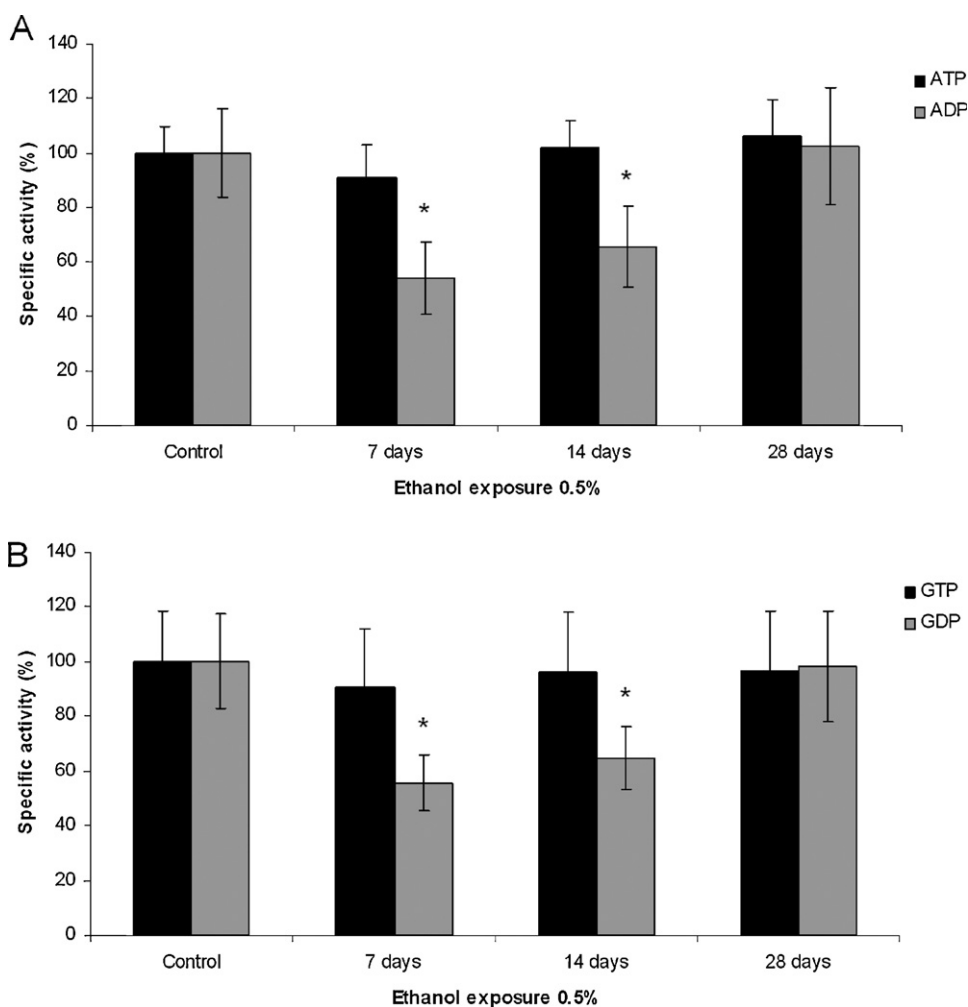 A
140
120
100
80
60
40
20
0
Specific activity (%)
ATP
ADP
*
*
Control 7 days 14 days 28 days
Ethanol exposure 0.5%
B
140
120
100
80
60
40
20
0
Specific activity (%)
GTP
GDP
*
*
Control 7 days 14 days 28 days
Ethanol exposure 0.5%